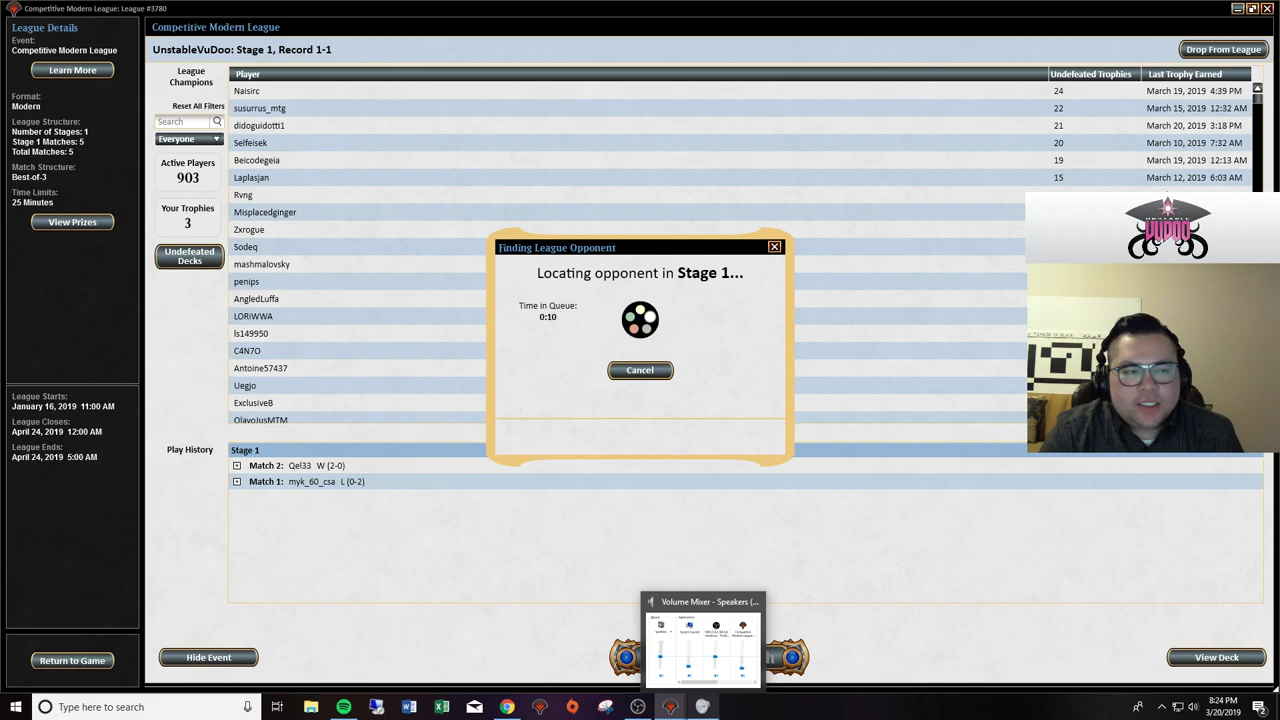 Competitive Modern League: League #3780
League Details
Event:
Competitive Modern League
Learn More
Format:
Modern
League Structure:
Number of Stages: 1
Stage 1 Matches: 5
Total Matches: 5
Match Structure:
Best-of-3
Time Limits:
25 Minutes
View Prizes
League Starts:
January 16, 2019 11:00 AM
League Closes:
April 24, 2019 12:00 AM
League Ends:
April 24, 2019 5:00 AM
Return to Game
Competitive Modern League
UnstableVuDoo: Stage 1, Record 1-1
Drop From League
League
Champions
Reset All Filters
Search
Everyone
Active Players
903
Your Trophies
3
Undefeated
Decks
Player Undefeated Trophies Last Trophy Earned
Naisirc 24 March 19, 2019 4:39 PM
susurrus_mtg 22 March 15, 2019 12:32 AM
didoguidotti1 21 March 20, 2019 3:18 PM
Selfeisek 20 March 10, 2019 7:32 AM
Beicodegeia 19 March 19, 2019 12:13 AM
Laplasjan 15 March 12, 2019 6:03 AM
Rvng
Misplacedginger
Zxrogue
Sodeq
mashmalovsky
penips
AngledLuffa
LORiWWA
ls149950
C4N7O
Antoine57437
Uegjo
ExclusiveB
OlavoJusMTM
UNSTABLE
VUDOO
Finding League Opponent
Locating opponent in Stage 1...
Time in Queue:
0:10
Cancel
Play History
Stage 1
Match 2: Qel33 W (2-0)
Match 1: myk_60_csa L (0-2)
Volume Mixer - Speakers (...
Hide Event
View Deck
Type here to search
8:24 PM
3/20/2019
2